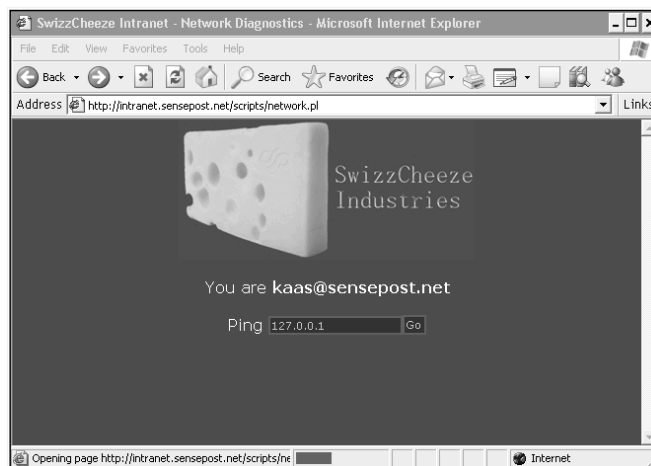 SwizzCheeze Intranet - Network Diagnostics - Microsoft Internet Explorer
File Edit View Favorites Tools Help
Back Search Favorites
Address http://intranet.sensepost.net/scripts/network.pl Links
SwizzCheeze
Industries
You are kaas@sensepost.net
Ping 127.0.0.1 Go
Opening page http://intranet.sensepost.net/scripts/ne Internet